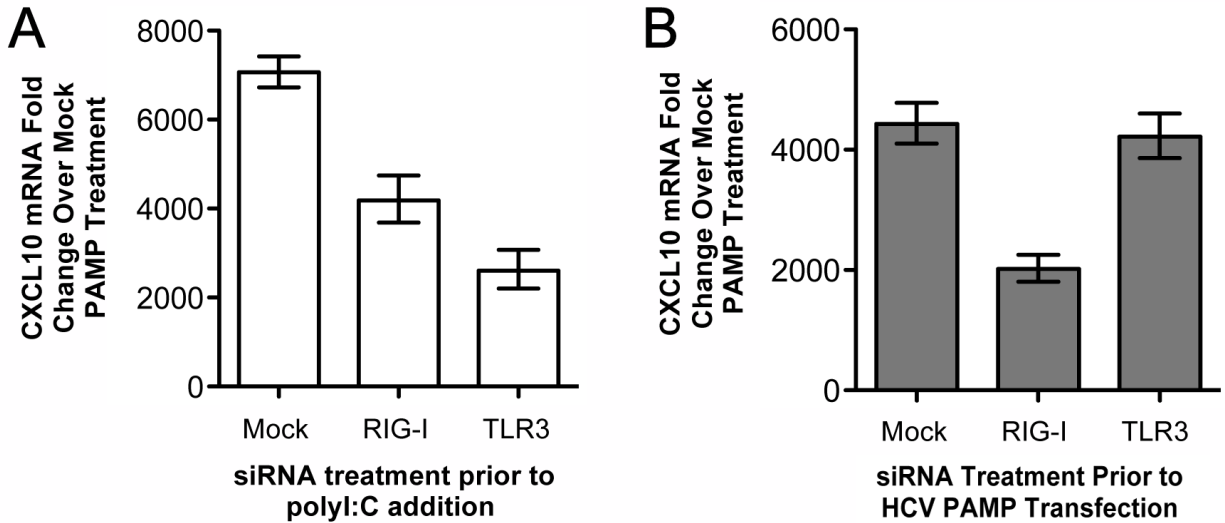 A
CXCL10 mRNA Fold
Change Over Mock
PAMP Treatment
8000
6000
4000
2000
0
Mock RIG-I TLR3
siRNA treatment prior to
polyI:C addition
B
CXCL10 mRNA Fold
Change Over Mock
PAMP Treatment
6000
4000
2000
0
Mock RIG-I TLR3
siRNA Treatment Prior to
HCV PAMP Transfection